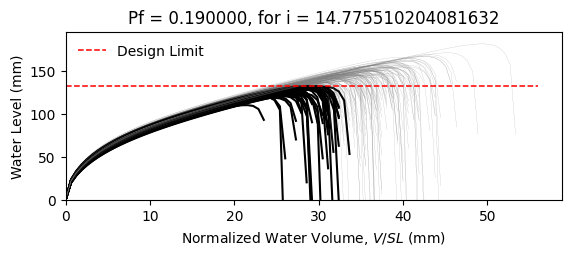 Pf = 0.190000, for i = 14.775510204081632
Design Limit
Water Level (mm)
150
100
50
0
0 10 20 30 40 50
Normalized Water Volume, V/SL (mm)